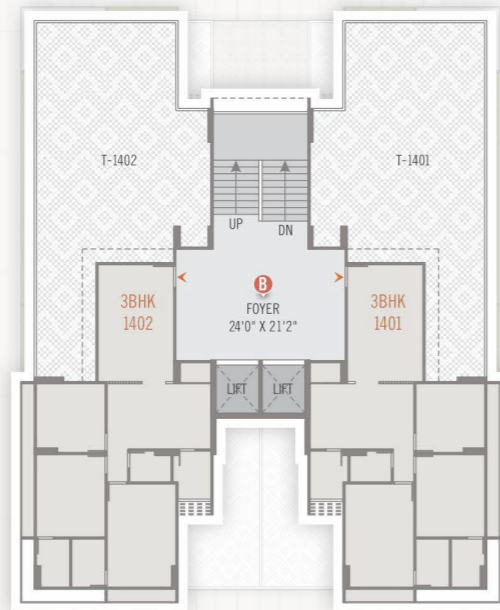 T-1402
T-1401
UP
DN
B
3BHK
1402
FOYER
24'0" X 21'2"
3BHK
1401
LIFT
LIFT